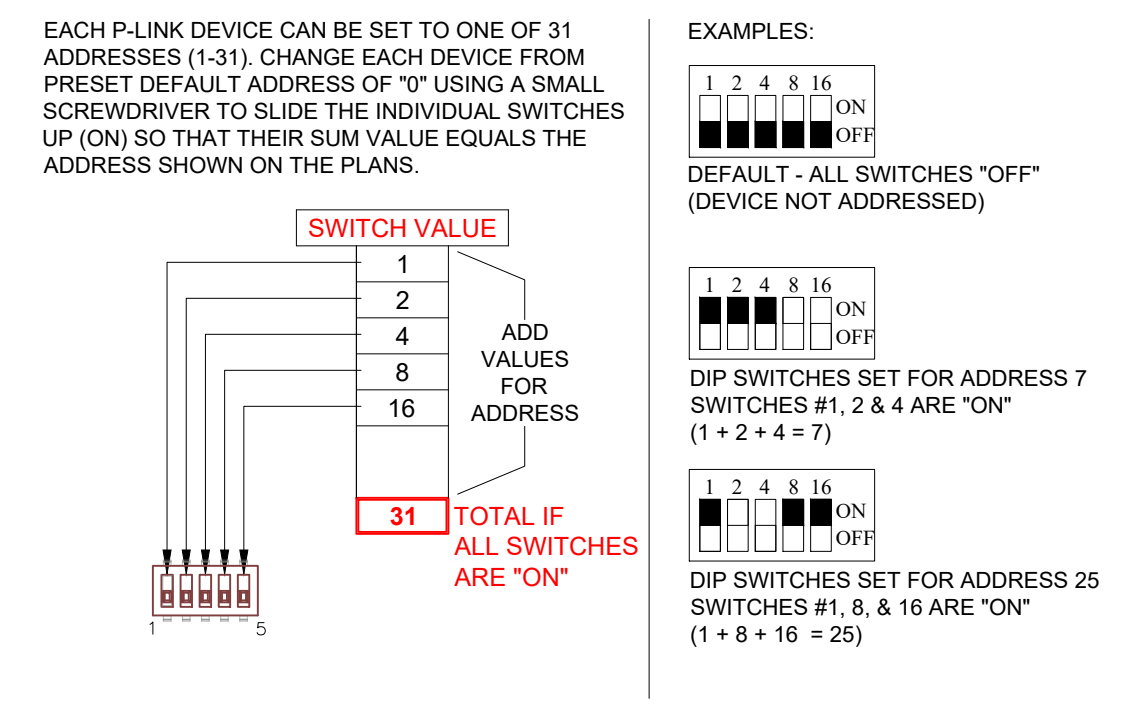 EACH P-LINK DEVICE CAN BE SET TO ONE OF 31
ADDRESSES (1-31). CHANGE EACH DEVICE FROM
PRESET DEFAULT ADDRESS OF "0" USING A SMALL
SCREWDRIVER TO SLIDE THE INDIVIDUAL SWITCHES
UP (ON) SO THAT THEIR SUM VALUE EQUALS THE
ADDRESS SHOWN ON THE PLANS.
SWITCH VALUE
1
2
4
8
16
ADD
VALUES
FOR
ADDRESS
31
TOTAL IF
ALL SWITCHES
ARE "ON"
1 5
EXAMPLES:
1 2 4 8 16
ON
OFF
DEFAULT - ALL SWITCHES "OFF"
(DEVICE NOT ADDRESSED)
1 2 4 8 16
ON
OFF
DIP SWITCHES SET FOR ADDRESS 7
SWITCHES #1, 2 & 4 ARE "ON"
(1 + 2 + 4 = 7)
1 2 4 8 16
ON
OFF
DIP SWITCHES SET FOR ADDRESS 25
SWITCHES #1, 8, & 16 ARE "ON"
(1 + 8 + 16 = 25)